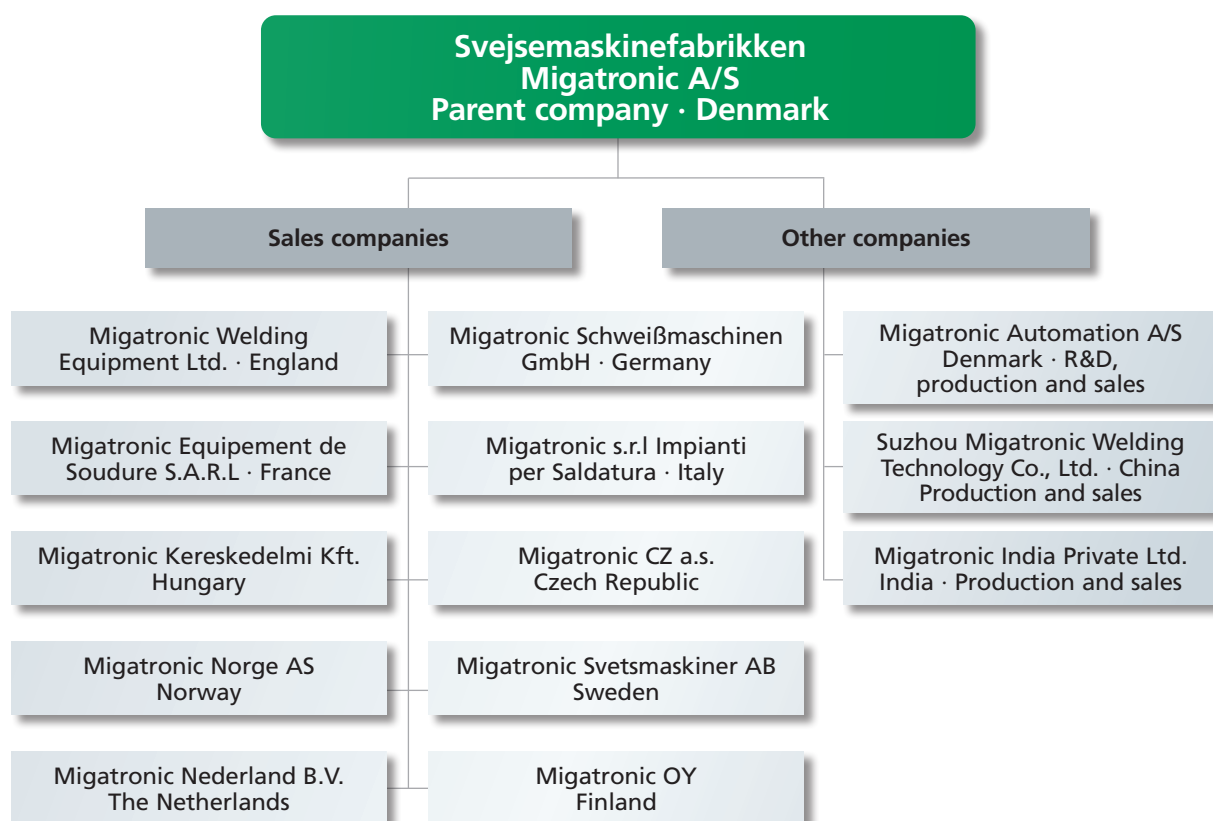 Svejsemaskinefabrikken
Migatronic A/S
Parent company · Denmark
Sales companies
Other companies
Migatronic Welding
Equipment Ltd. · England
Migatronic Schweißmaschinen
GmbH · Germany
Migatronic Automation A/S
Denmark · R&D,
production and sales
Migatronic Equipement de
Soudure S.A.R.L · France
Migatronic s.r.l Impianti
per Saldatura · Italy
Suzhou Migatronic Welding
Technology Co., Ltd. · China
Production and sales
Migatronic Kereskedelmi Kft.
Hungary
Migatronic CZ a.s.
Czech Republic
Migatronic India Private Ltd.
India · Production and sales
Migatronic Norge AS
Norway
Migatronic Svetsmaskiner AB
Sweden
Migatronic Nederland B.V.
The Netherlands
Migatronic OY
Finland